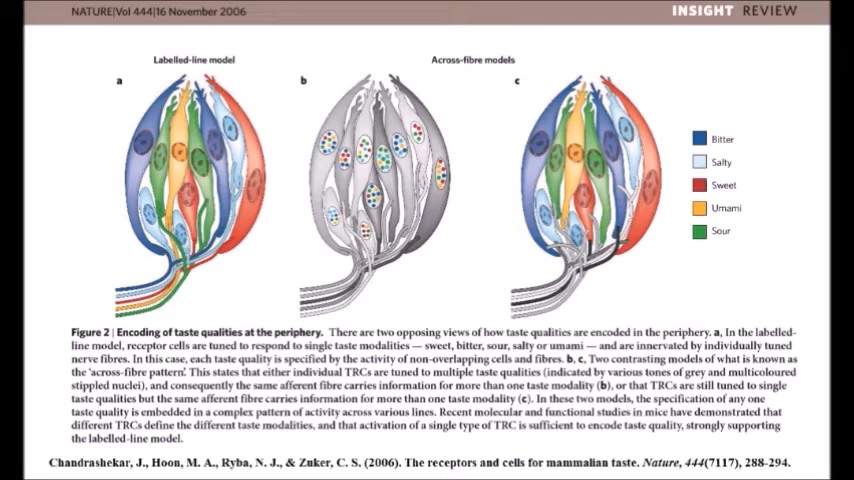 NATURE|Vol 444|16 November 2006
INSIGHT REVIEW
Labelled-line model
Across-fibre models
a
b
c
Bitter
Salty
Sweet
Umami
Sour
Figure 2 | Encoding of taste qualities at the periphery. There are two opposing views of how taste qualities are encoded in the periphery. a, In the labelled-
line model, receptor cells are tuned to respond to single taste modalities — sweet, bitter, sour, salty or umami — and are innervated by individually tuned
nerve fibres. In this case, each taste quality is specified by the activity of non-overlapping cells and fibres. b, c, Two contrasting models of what is known as
the 'across-fibre pattern'. This states that either individual TRCs are tuned to multiple taste qualities (indicated by various tones of grey and multicoloured
stippled nuclei), and consequently the same afferent fibre carries information for more than one taste modality (b), or that TRCs are still tuned to single
taste qualities but the same afferent fibre carries information for more than one taste modality (c). In these two models, the specification of any one
taste quality is embedded in a complex pattern of activity across various lines. Recent molecular and functional studies in mice have demonstrated that
different TRCs define the different taste modalities, and that activation of a single type of TRC is sufficient to encode taste quality, strongly supporting
the labelled-line model.
Chandrashekar, J., Hoon, M. A., Ryba, N. J., & Zuker, C. S. (2006). The receptors and cells for mammalian taste. Nature, 444(7117), 288-294.